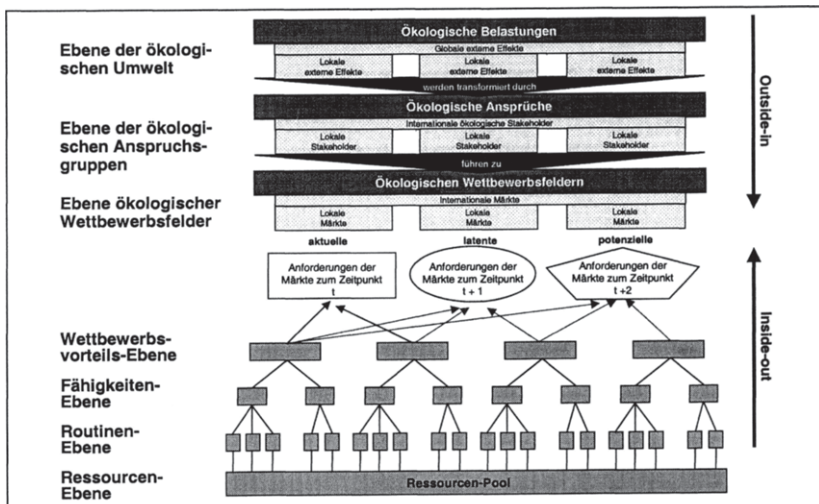 Ökologische Belastungen
Ebene der ökologi-
schen Umwelt
Globale externe Effekte
Lokale
externe Effekte
Lokale
externe Effekte
Lokale
externe Effekte
werden transformiert durch
Ökologische Ansprüche
Ebene der ökologi-
schen Anspruchs-
gruppen
Internationale ökologische Stakeholder
Lokale
Stakeholder
Lokale
Stakeholder
Lokale
Stakeholder
führen zu
Ökologischen Wettbewerbsfeldern
Ebene ökologischer
Wettbewerbsfelder
Internationale Märkte
Lokale
Märkte
Lokale
Märkte
Lokale
Märkte
Outside-in
aktuelle
latente
potenzielle
Anforderungen der
Märkte zum Zeitpunkt
t
Anforderungen der
Märkte zum Zeitpunkt
t + 1
Anforderungen der
Märkte zum Zeitpunkt
t +2
Inside-out
Wettbewerbs-
vorteils-Ebene
Fähigkeiten-
Ebene
Routinen-
Ebene
Ressourcen-
Ebene
Ressourcen-Pool